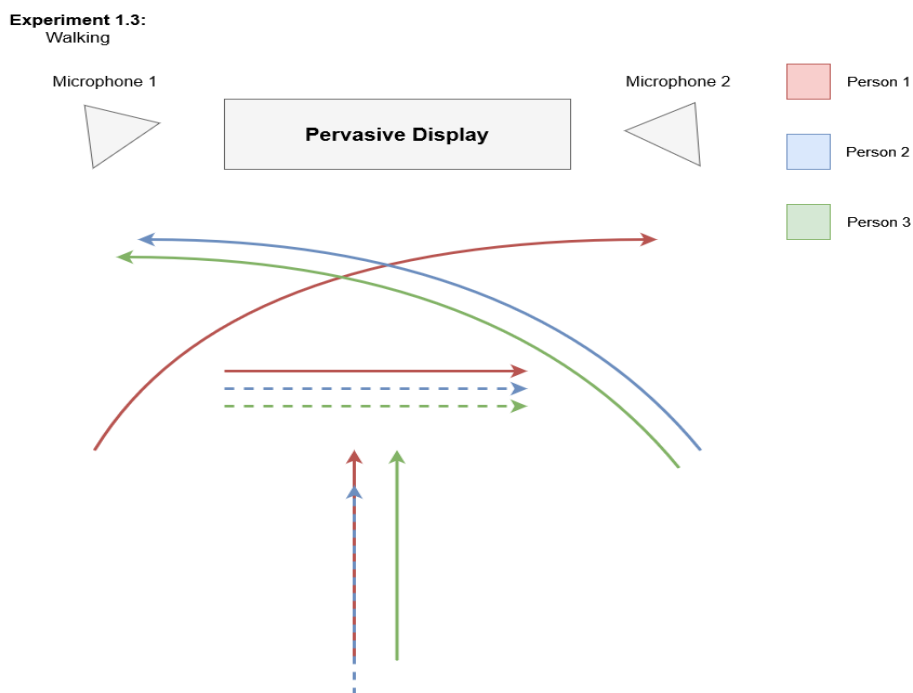 Experiment 1.3:
Walking
Microphone 1
Microphone 2
Pervasive Display
Person 1
Person 2
Person 3